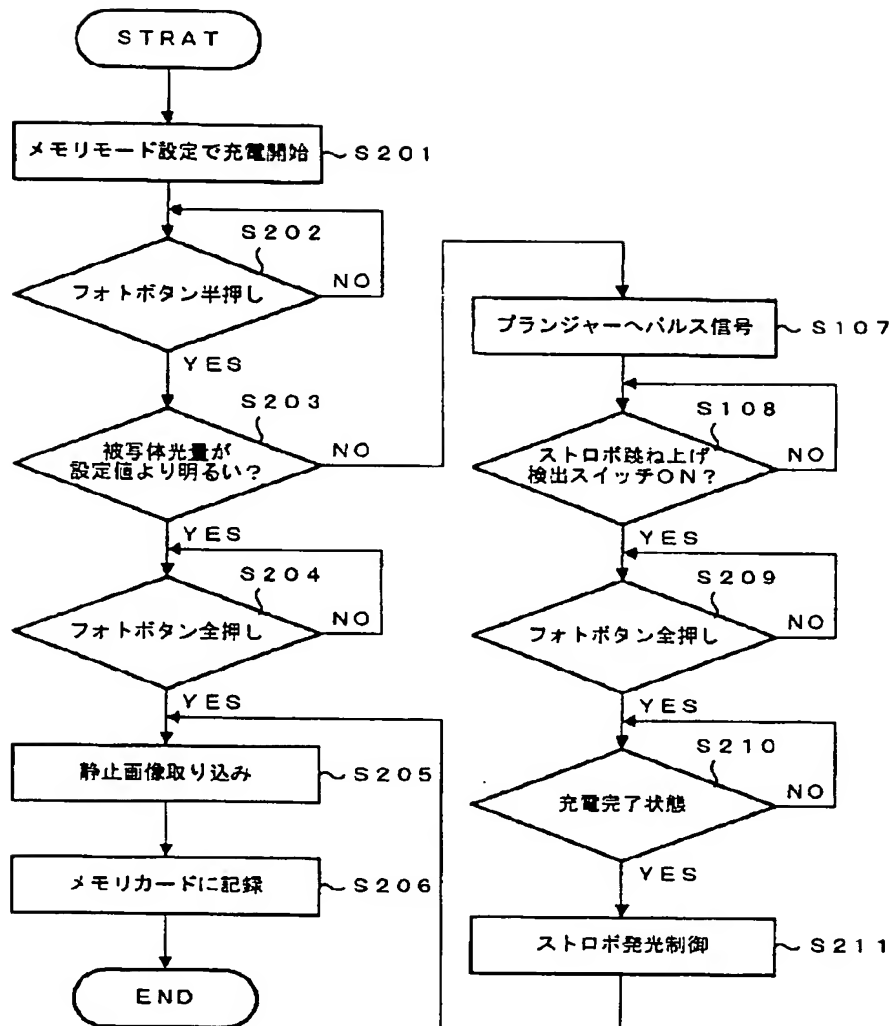 STRAT
メモリモード設定で充電開始
S201
S202
フォトボタン半押し
NO
YES
S203
被写体光量が
設定値より明るい?
NO
YES
S204
フォトボタン全押し
NO
YES
静止画像取り込み
S205
メモリカードに記録
S206
END
プランジャーへパルス信号
S107
S108
ストロボ跳ね上げ
検出スイッチON?
NO
YES
S209
フォトボタン全押し
NO
YES
S210
充電完了状態
NO
YES
ストロボ発光制御
S211